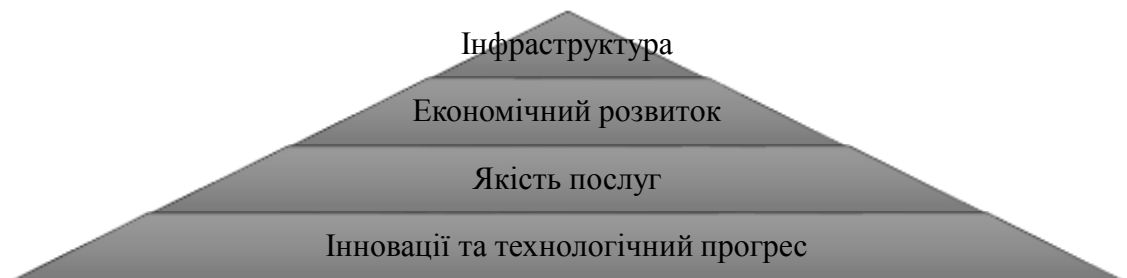 Інфраструктура
Економічний розвиток
Якість послуг
Інновації та технологічний прогрес